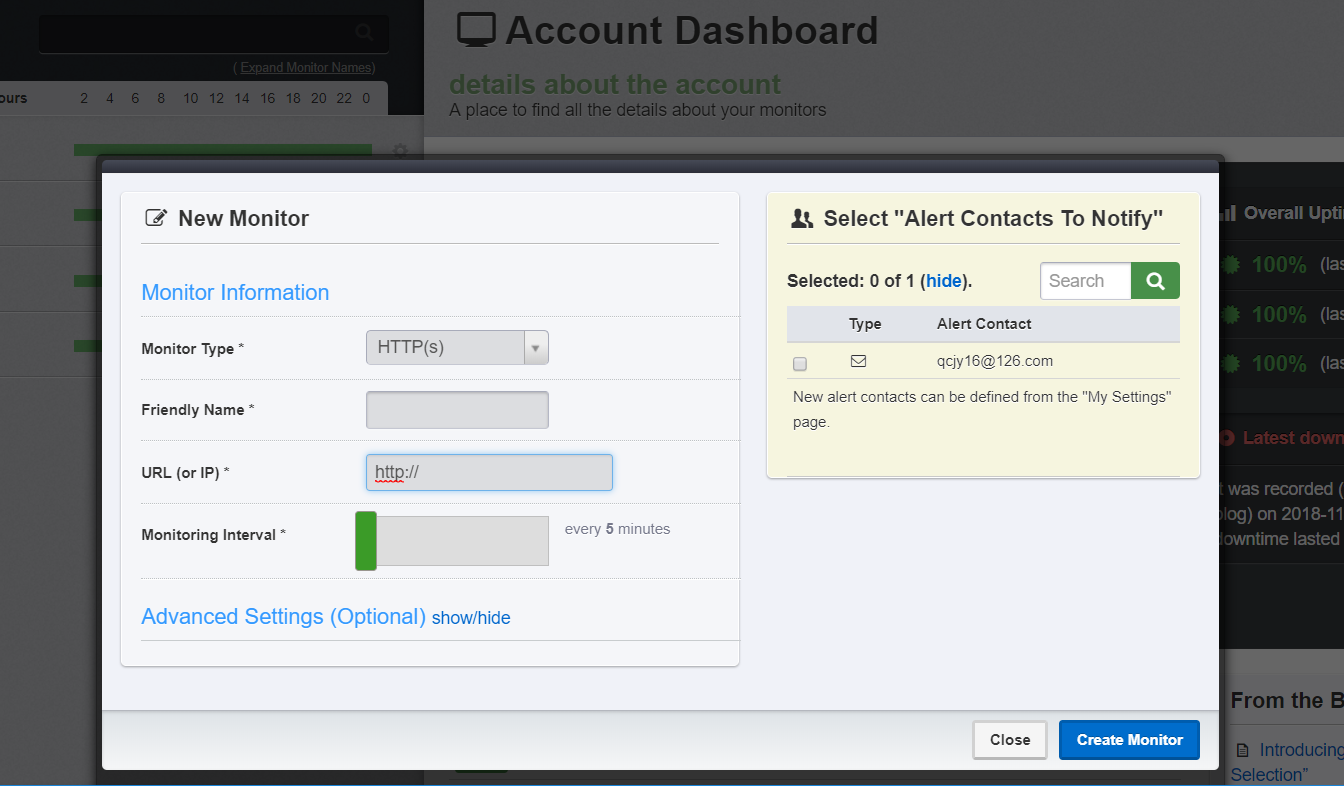 Account Dashboard
( Expand Monitor Names)
details about the account
A place to find all the details about your monitors
ours 2 4 6 8 10 12 14 16 18 20 22 0
New Monitor
Monitor Information
Monitor Type *
HTTP(s)
Friendly Name *
URL (or IP) *
http://
Monitoring Interval *
every 5 minutes
Advanced Settings (Optional) show/hide
Select "Alert Contacts To Notify"
Selected: 0 of 1 (hide).
Search
Type Alert Contact
qcjy16@126.com
New alert contacts can be defined from the "My Settings"
page.
Close
Create Monitor
Overall Upti
100% (las
100% (las
100% (las
Latest down
t was recorded (
blog) on 2018-11
downtime lasted
From the B
Introducing
Selection”